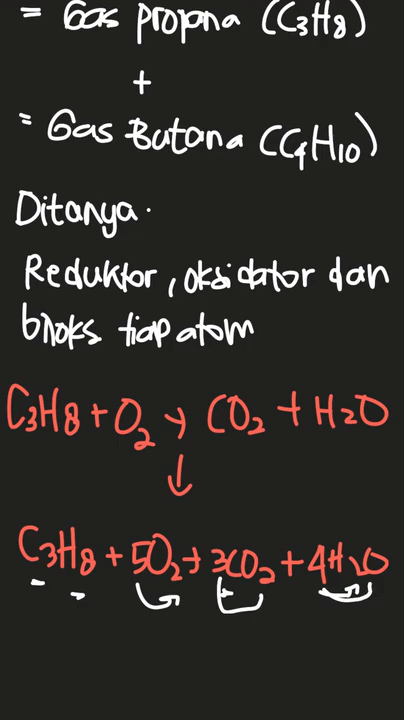 = Gas propana (C3H8)
+
= Gas Butana (C4H10)
Ditanya.
Reduktor, oksidator dan
biloks tiap atom
C3H8 + O2 → CO2 + H2O
↓
C3H8 + 5O2 → 3CO2 + 4H2O